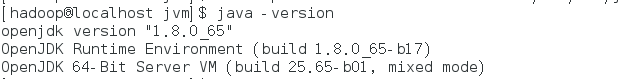 [hadoop@localhost jvm]$ java -version
openjdk version "1.8.0_65"
OpenJDK Runtime Environment (build 1.8.0_65-b17)
OpenJDK 64-Bit Server VM (build 25.65-b01, mixed mode)